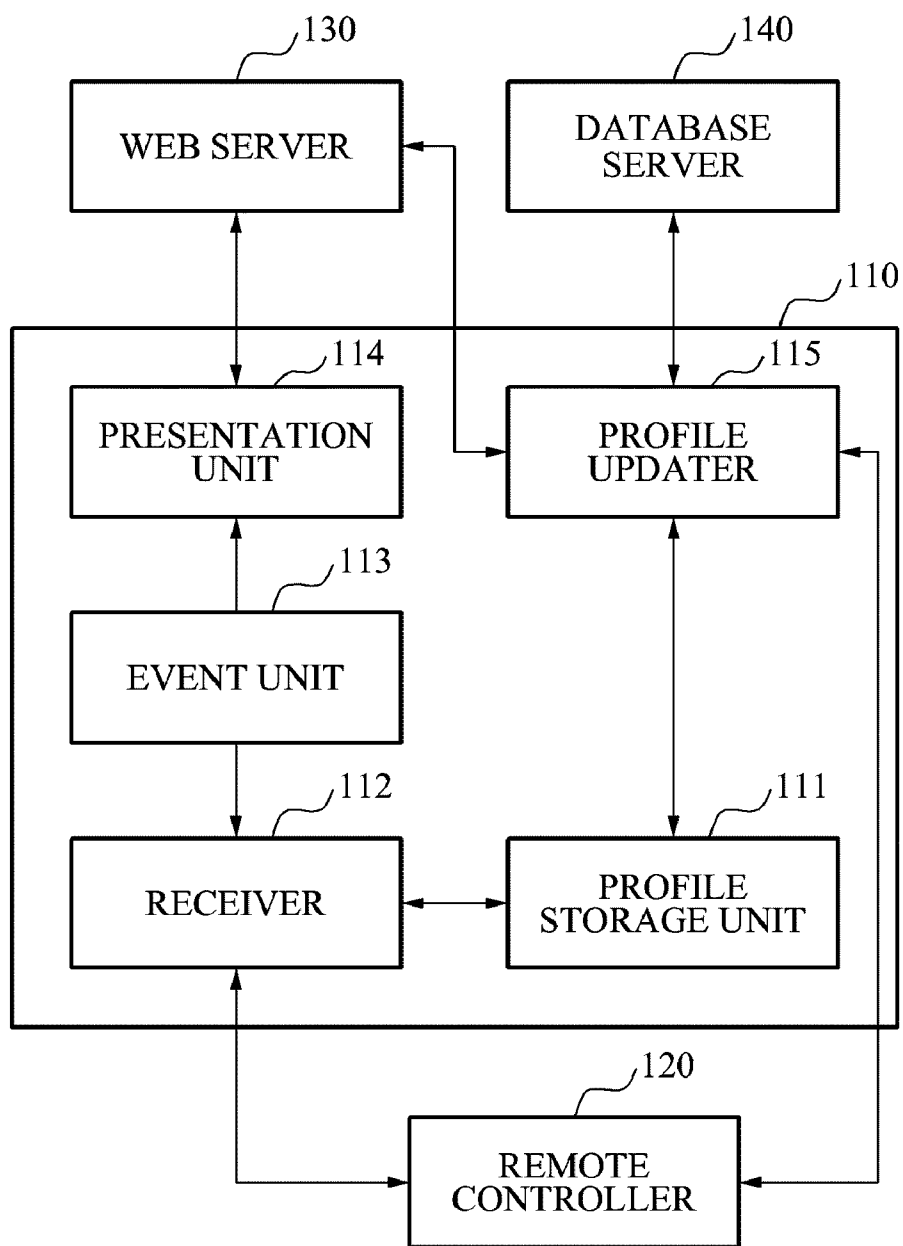 130
140
WEB SERVER
DATABASE
SERVER
110
114
115
PRESENTATION
UNIT
PROFILE
UPDATER
113
EVENT UNIT
112
111
RECEIVER
PROFILE
STORAGE UNIT
120
REMOTE
CONTROLLER